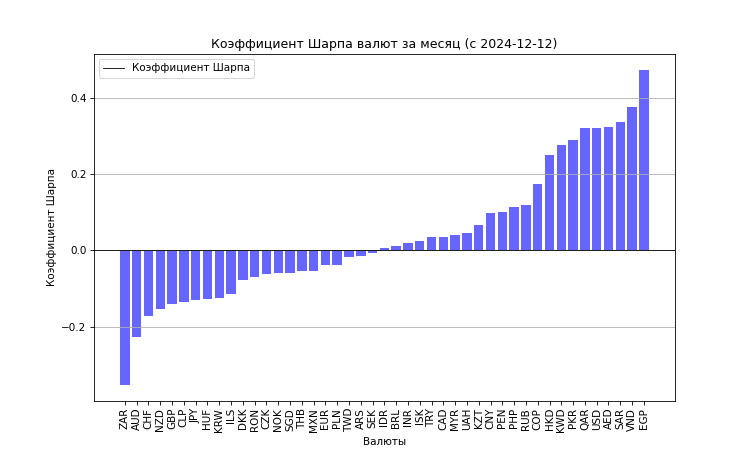 Коэффициент Шарпа валют за месяц (с 2024-12-12)
Коэффициент Шарпа
Коэффициент Шарпа
0.4
0.2
0.0
−0.2
ZAR
AUD
CHF
NZD
GBP
CLP
JPY
HUF
KRW
ILS
DKK
RON
CZK
NOK
SGD
THB
MXN
EUR
PLN
TWD
ARS
SEK
IDR
BRL
INR
ISK
TRY
CAD
MYR
UAH
KZT
CNY
PEN
PHP
RUB
COP
HKD
KWD
PKR
QAR
USD
AED
SAR
VND
EGP
Валюты